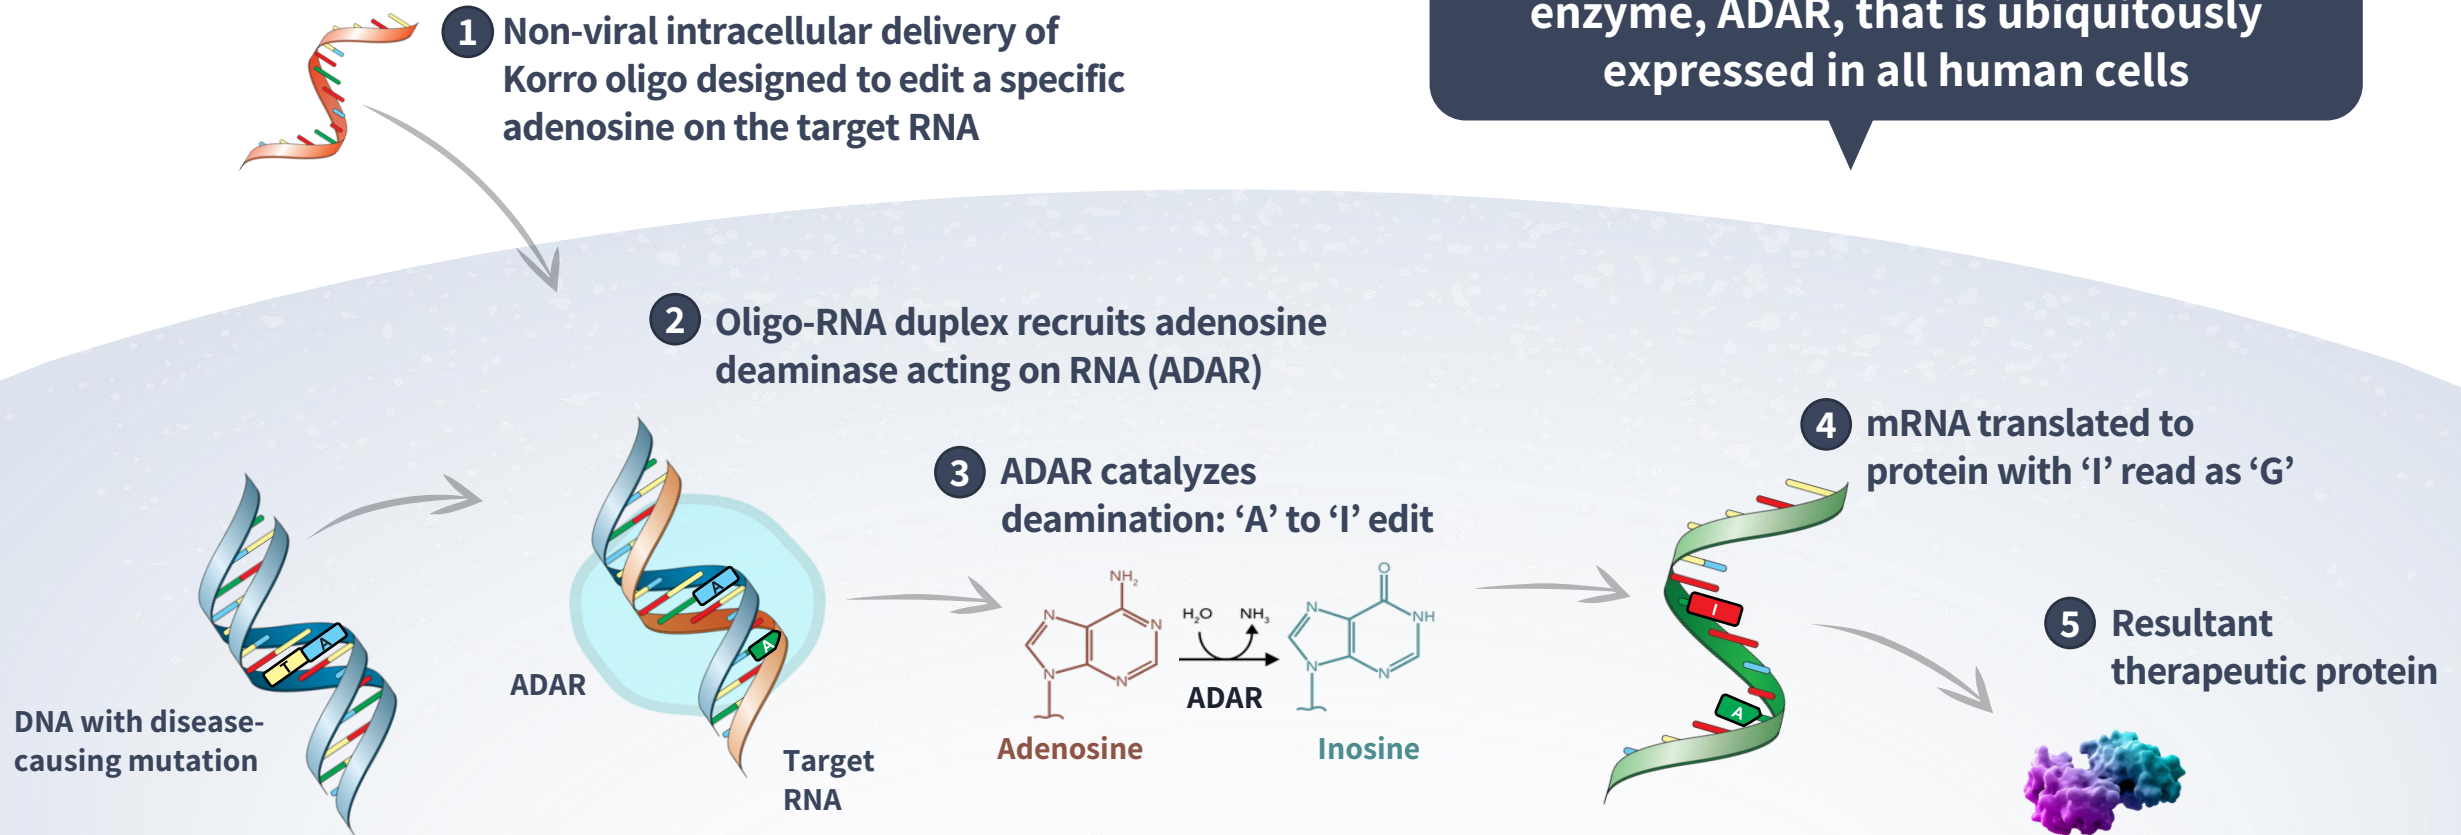 enzyme, ADAR, that is ubiquitously
expressed in all human cells
1 Non-viral intracellular delivery of
Korro oligo designed to edit a specific
adenosine on the target RNA
2 Oligo-RNA duplex recruits adenosine
deaminase acting on RNA (ADAR)
3 ADAR catalyzes
deamination: ‘A’ to ‘I’ edit
4 mRNA translated to
protein with ‘I’ read as ‘G’
5 Resultant
therapeutic protein
T A
DNA with disease-
causing mutation
A
A
ADAR
Target
RNA
NH₂
N
N
N
N
Adenosine
H₂O NH₃
ADAR
O
N
NH
N
N
Inosine
I
A